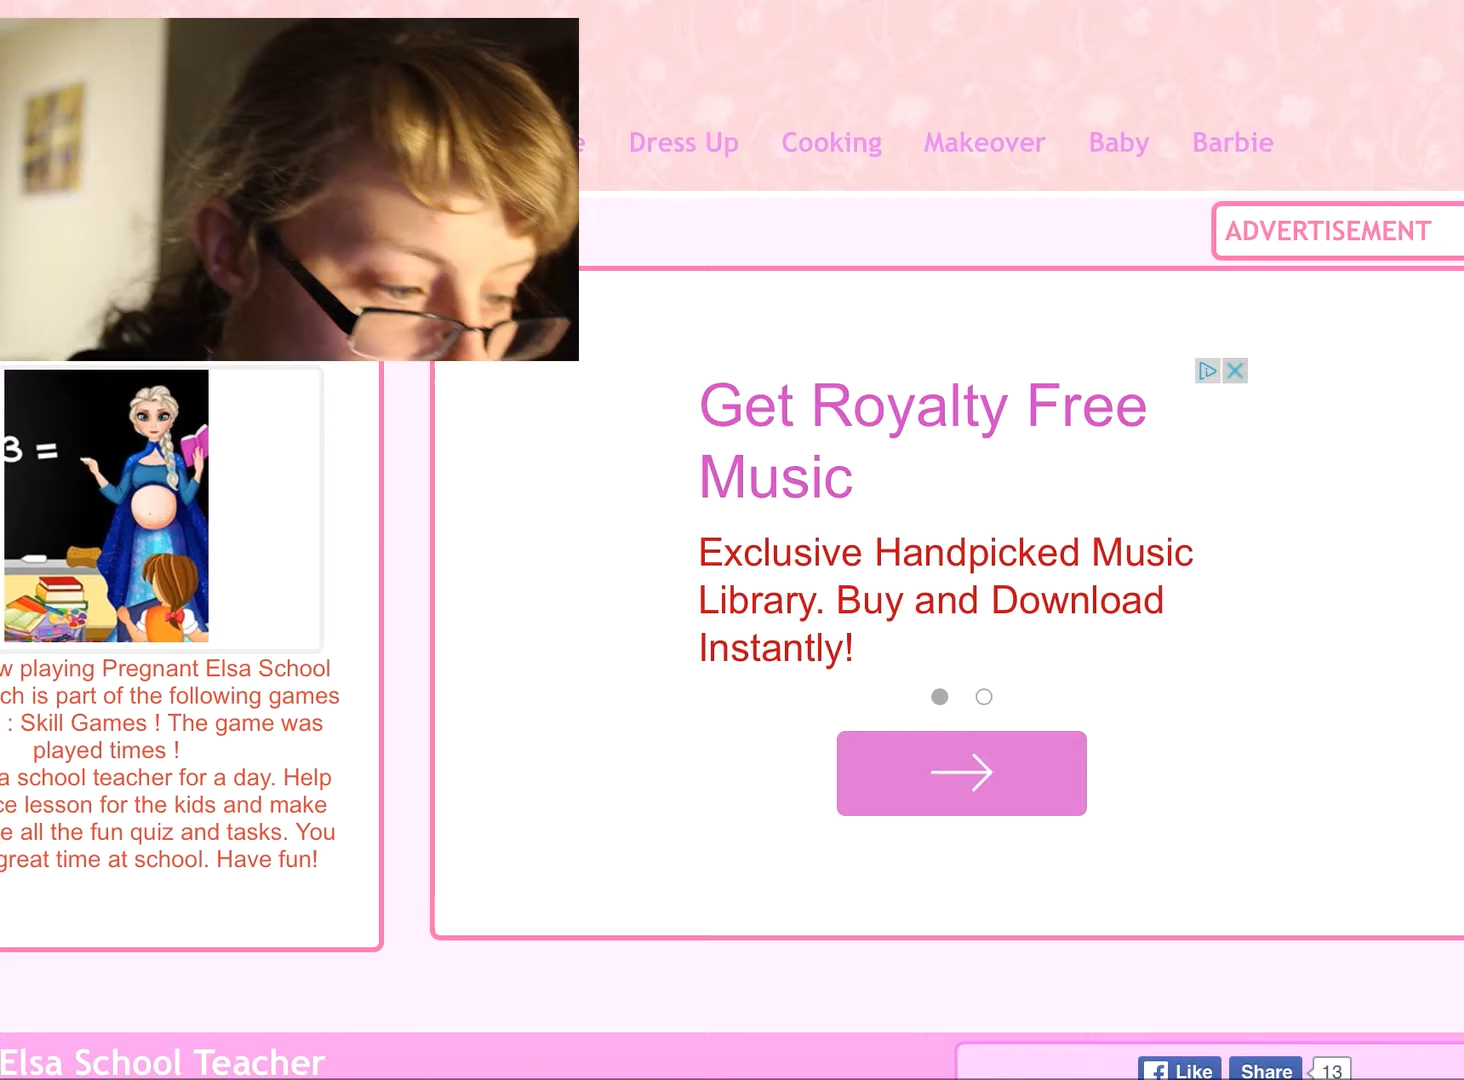 Dress Up Cooking Makeover Baby Barbie
ADVERTISEMENT
3 =
playing Pregnant Elsa School
is part of the following games
: Skill Games ! The game was
played times !
a school teacher for a day. Help
lesson for the kids and make
all the fun quiz and tasks. You
great time at school. Have fun!
Get Royalty Free
Music
Exclusive Handpicked Music
Library. Buy and Download
Instantly!
Elsa School Teacher
Like Share 13